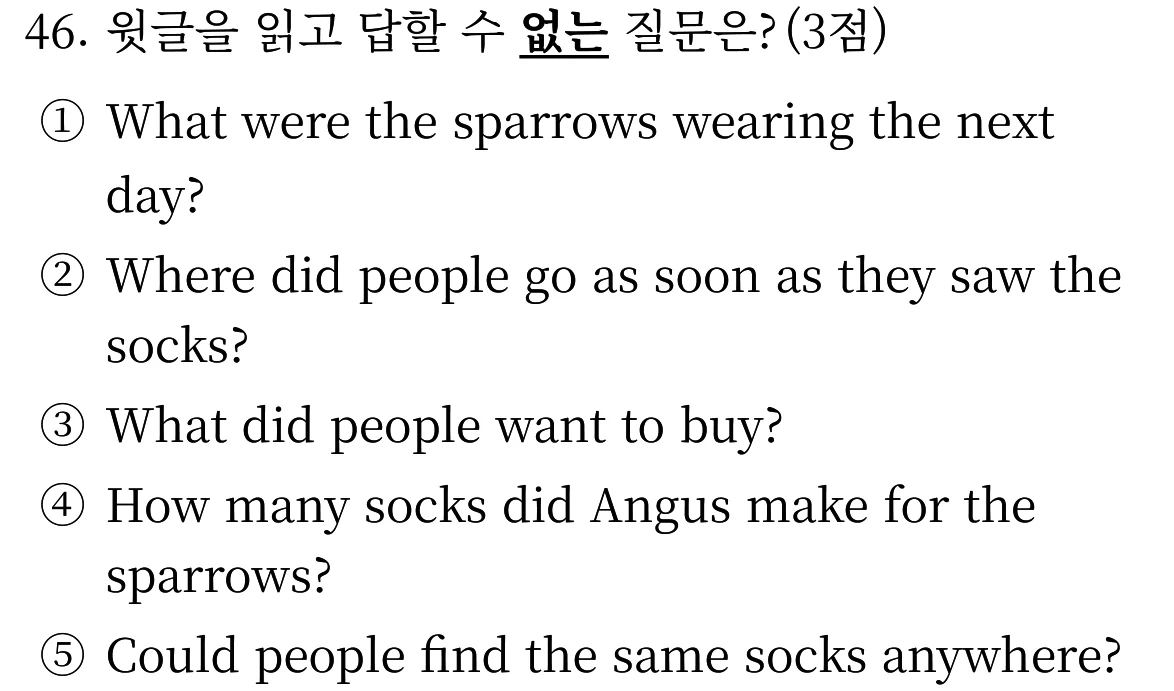 46. 윗글을 읽고 답할 수 없는 질문은?(3점)
① What were the sparrows wearing the next
day?
② Where did people go as soon as they saw the
socks?
③ What did people want to buy?
④ How many socks did Angus make for the
sparrows?
⑤ Could people find the same socks anywhere?